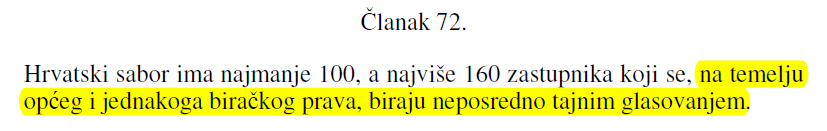 Članak 72.
Hrvatski sabor ima najmanje 100, a najviše 160 zastupnika koji se, na temelju
općeg i jednakoga biračkog prava, biraju neposredno tajnim glasovanjem.